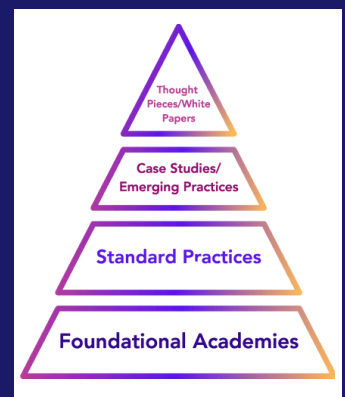 Thought
Pieces/White
Papers
Case Studies/
Emerging Practices
Standard Practices
Foundational Academies